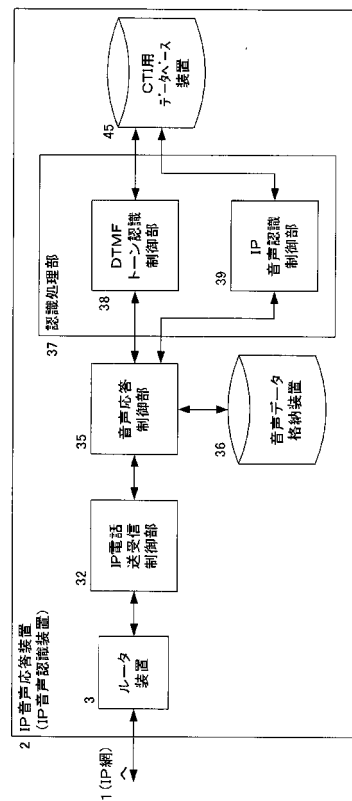 2 IP音声応答装置
(IP音声認識装置)
1 (IP網)
へ
3
ルータ
装置
32
IP電話
送受信
制御部
35
音声応答
制御部
36
音声データ
格納装置
37
認識処理部
38
DTMF
トーン認識
制御部
39
IP
音声認識
制御部
45
CTI用
データベース
装置